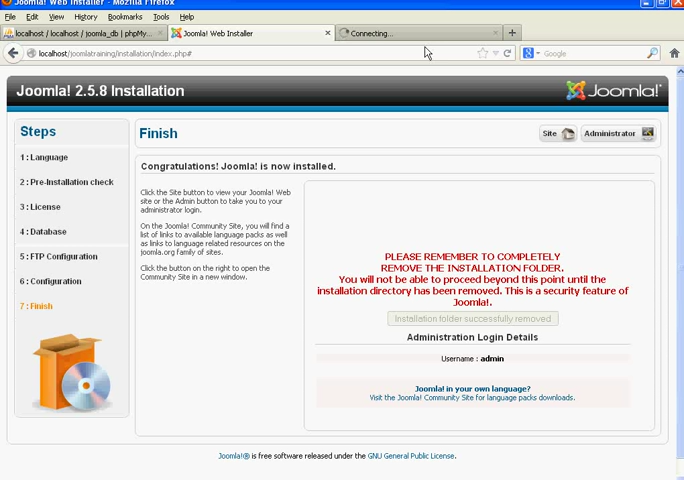 Joomla! Web Installer - Mozilla Firefox
File Edit View History Bookmarks Tools Help
localhost / localhost / joomla_db | phpMy...
Joomla! Web Installer
Connecting...
localhost/joomlatraining/installation/index.php#
Google
Joomla! 2.5.8 Installation
Joomla!
Steps
1 : Language
2 : Pre-Installation check
3 : License
4 : Database
5 : FTP Configuration
6 : Configuration
7 : Finish
Finish
Site
Administrator
Congratulations! Joomla! is now installed.
Click the Site button to view your Joomla! Web
site or the Admin button to take you to your
administrator login.
On the Joomla! Community Site, you will find a
list of links to available language packs as well
as links to language related resources on the
joomla.org family of sites.
Click the button on the right to open the
Community Site in a new window.
PLEASE REMEMBER TO COMPLETELY
REMOVE THE INSTALLATION FOLDER.
You will not be able to proceed beyond this point until the
installation directory has been removed. This is a security feature of
Joomla!.
Installation folder successfully removed
Administration Login Details
Username : admin
Joomla! in your own language?
Visit the Joomla! Community Site for language packs downloads.
Joomla!® is free software released under the GNU General Public License.